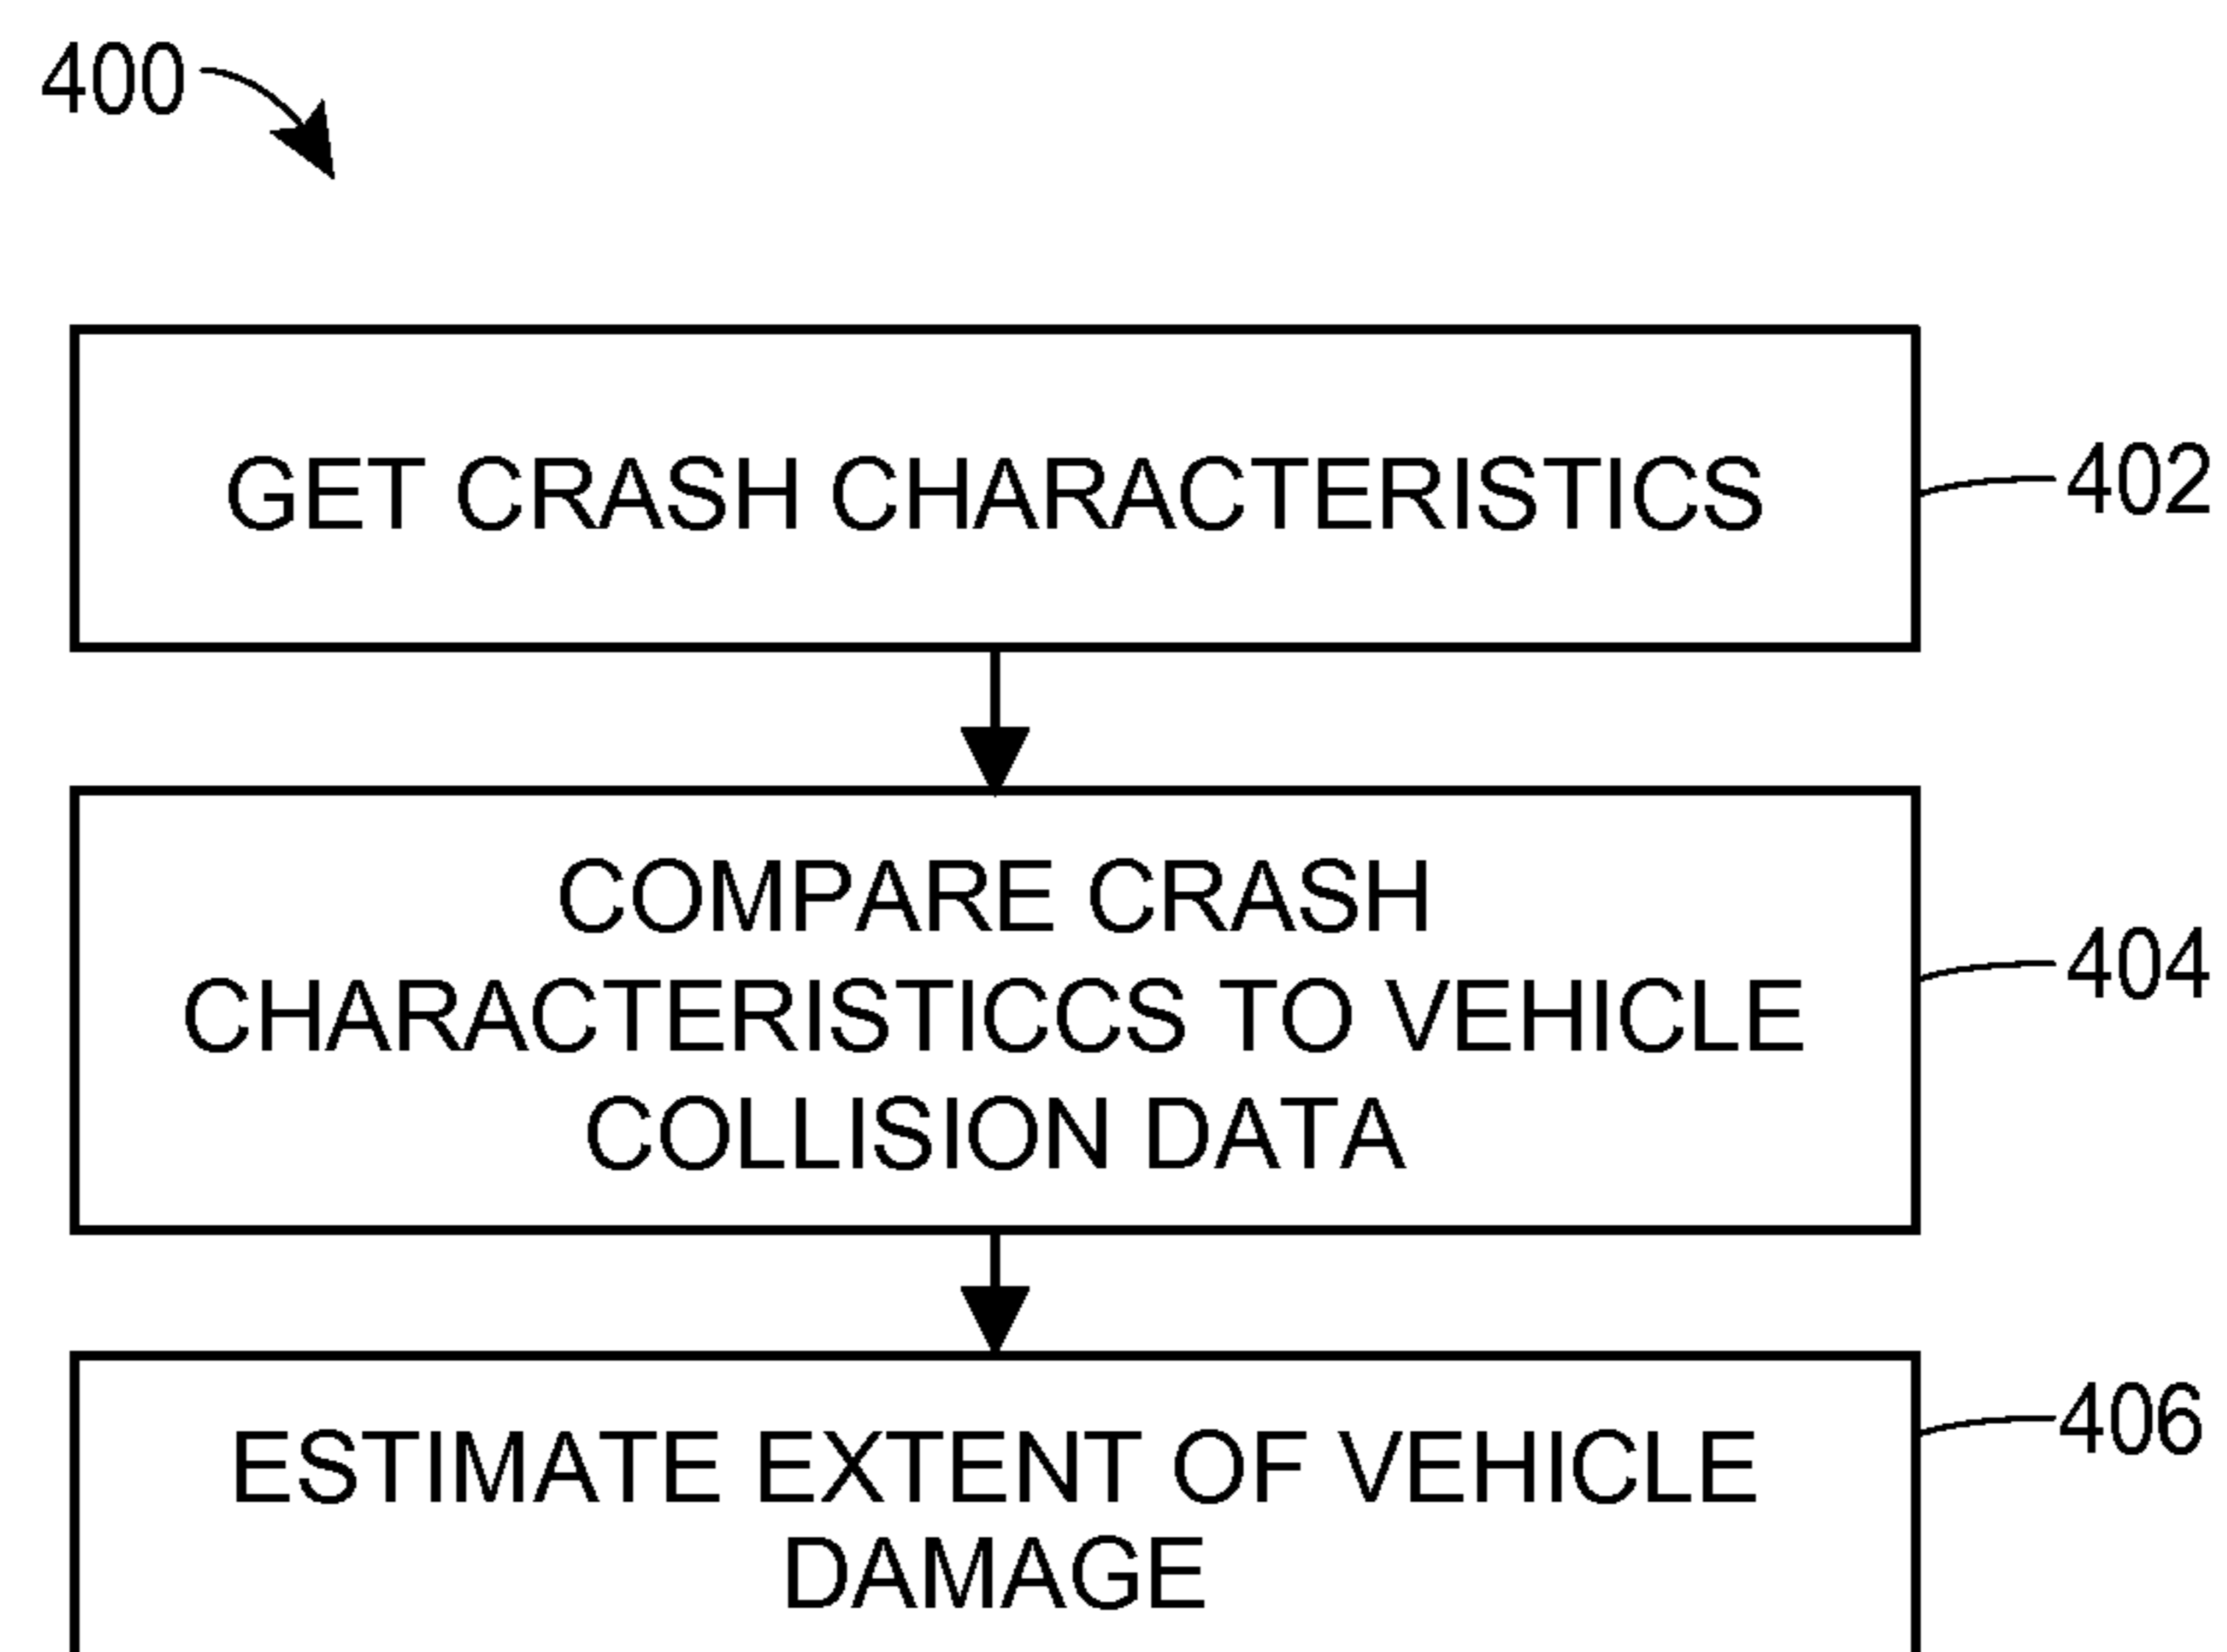 400
GET CRASH CHARACTERISTICS
402
COMPARE CRASH
CHARACTERISTICCS TO VEHICLE
COLLISION DATA
404
ESTIMATE EXTENT OF VEHICLE
DAMAGE
406